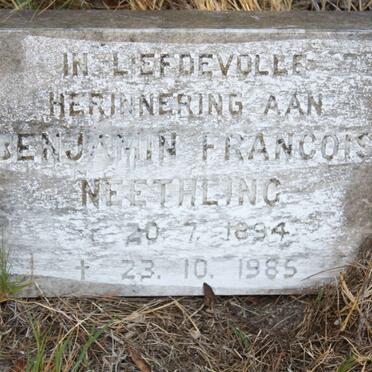 IN LIEFDEVOLLE
HERINNERING AAN
BENJAMIN FRANCOIS
NEETHLING
* 20. 7. 1894
† 23. 10. 1985